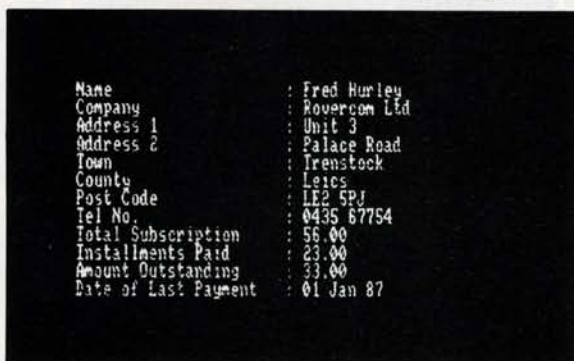 Name : Fred Hurley
Company : Rovercom Ltd
Address 1 : Unit 3
Address 2 : Palace Road
Town : Trenstock
County : Leics
Post Code : LE2 5PJ
Tel No. : 0435 67754
Total Subscription : 56.00
Installments Paid : 23.00
Amount Outstanding : 33.00
Date of Last Payment : 01 Jan 87